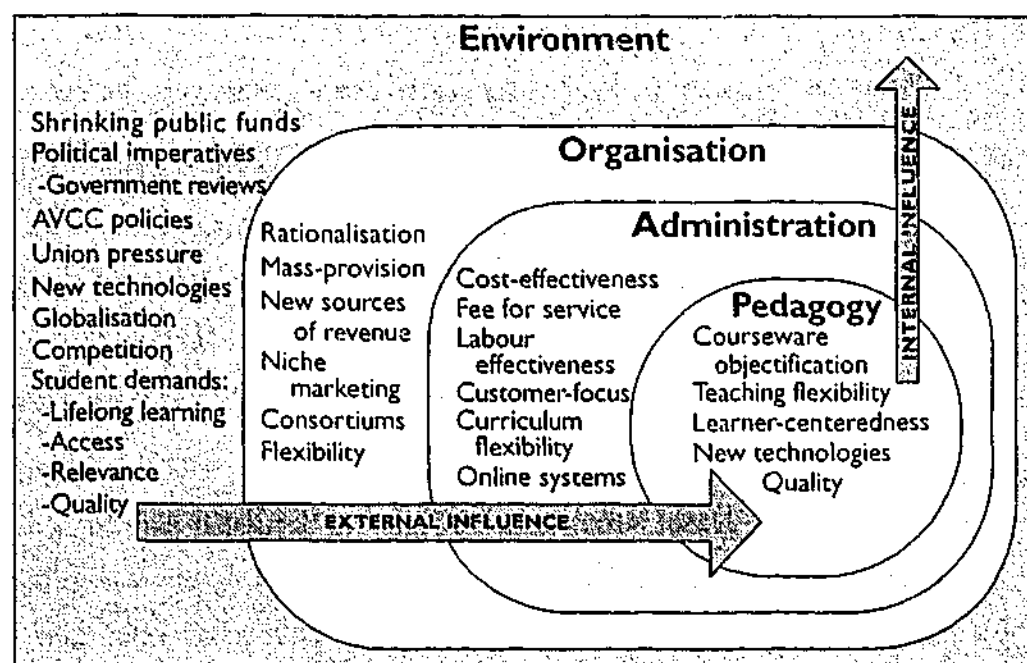 Environment
Shrinking public funds
Political imperatives
-Government reviews
AVCC policies
Union pressure
New technologies
Globalisation
Competition
Student demands:
-Lifelong learning
-Access
-Relevance
-Quality
Organisation
Rationalisation
Mass-provision
New sources
of revenue
Niche
marketing
Consortiums
Flexibility
Administration
Cost-effectiveness
Fee for service
Labour
effectiveness
Customer-focus
Curriculum
flexibility
Online systems
Pedagogy
Courseware
objectification
Teaching flexibility
Learner-centeredness
New technologies
Quality
EXTERNAL INFLUENCE
INTERNAL INFLUENCE